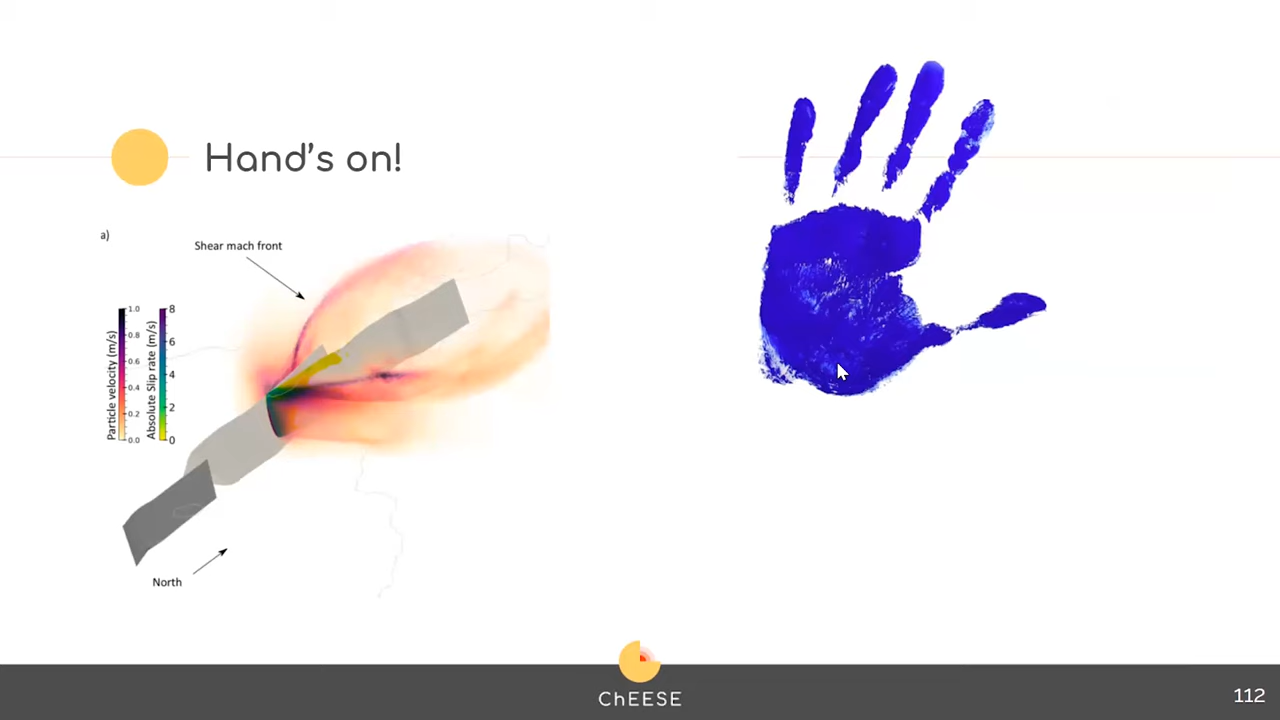 Hand's on!
a)
Shear mach front
1.0
0.8
0.6
0.4
0.2
0.0
Particle velocity (m/s)
8
6
4
2
0
Absolute Slip rate (m/s)
North
ChEESE
112